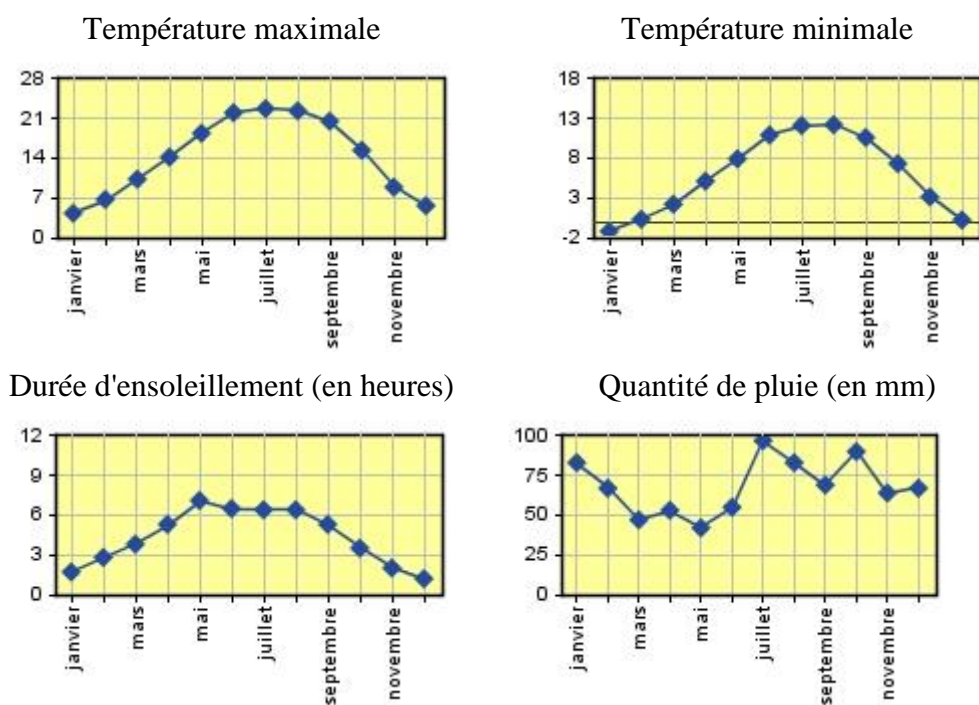 Température maximale
Température minimale
28
21
14
7
0
janvier
mars
mai
juillet
septembre
novembre
18
13
8
3
-2
janvier
mars
mai
juillet
septembre
novembre
Durée d'ensoleillement (en heures)
Quantité de pluie (en mm)
12
9
6
3
0
janvier
mars
mai
juillet
septembre
novembre
100
75
50
25
0
janvier
mars
mai
juillet
septembre
novembre